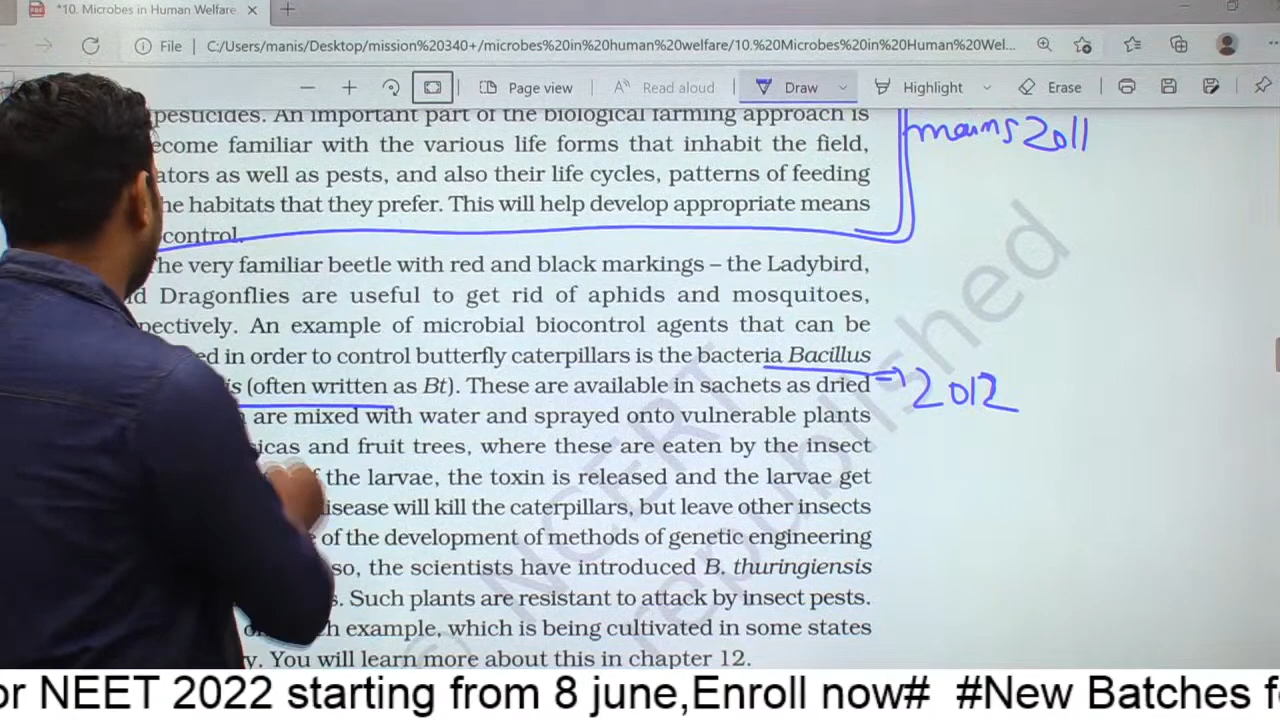 *10. Microbes in Human Welfare
File
C:/Users/manis/Desktop/mission%20340+/microbes%20in%20human%20welfare/10.%20Microbes%20in%20Human%20Wel...
Page view
Read aloud
Draw
Highlight
Erase
pesticides. An important part of the biological farming approach is
ecome familiar with the various life forms that inhabit the field,
ators as well as pests, and also their life cycles, patterns of feeding
he habitats that they prefer. This will help develop appropriate means
control.
mains 2011
he very familiar beetle with red and black markings – the Ladybird,
d Dragonflies are useful to get rid of aphids and mosquitoes,
pectively. An example of microbial biocontrol agents that can be
ed in order to control butterfly caterpillars is the bacteria Bacillus
is (often written as Bt). These are available in sachets as dried
2012
are mixed with water and sprayed onto vulnerable plants
icas and fruit trees, where these are eaten by the insect
f the larvae, the toxin is released and the larvae get
isease will kill the caterpillars, but leave other insects
of the development of methods of genetic engineering
so, the scientists have introduced B. thuringiensis
s. Such plants are resistant to attack by insect pests.
h example, which is being cultivated in some states
y. You will learn more about this in chapter 12.
© NCERT
republished
or NEET 2022 starting from 8 june,Enroll now# #New Batches f